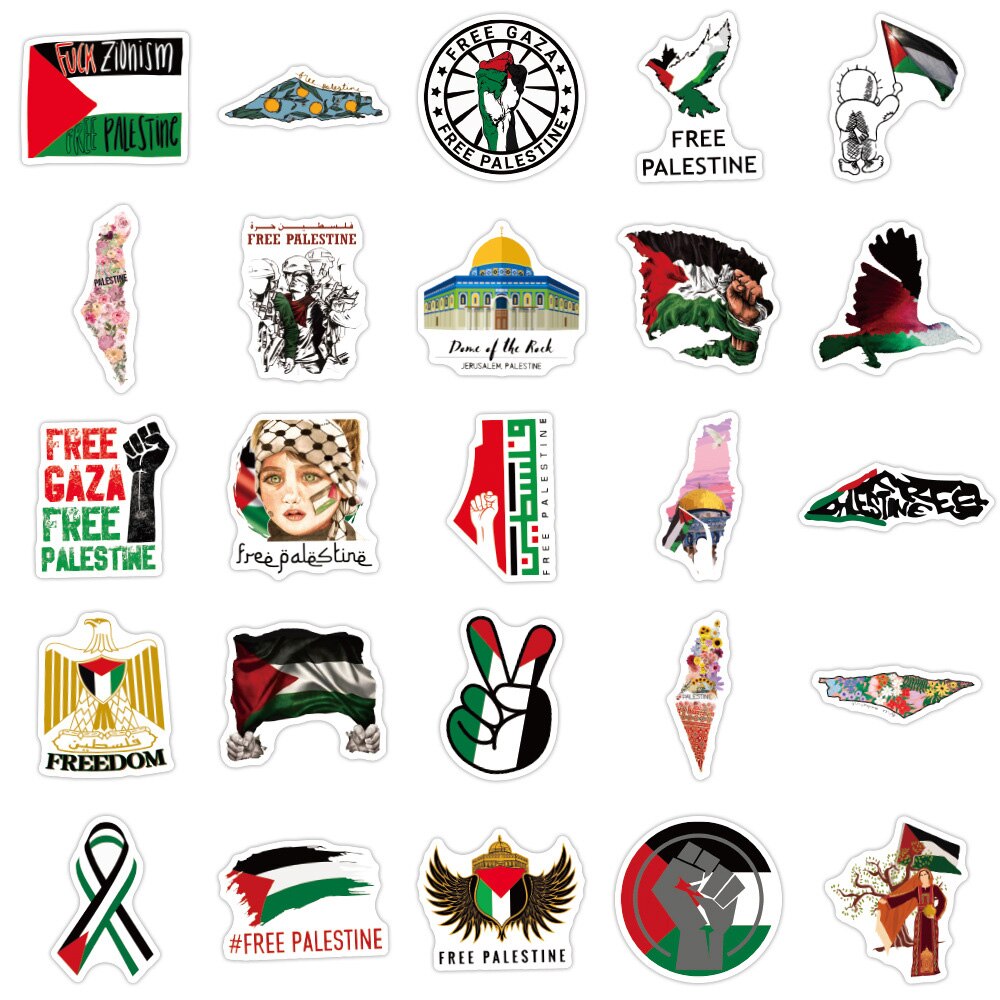 FUCK Zionism
FREE PALESTINE
free palestine
FREE GAZA
FREE PALESTINE
FREE
PALESTINE
PALESTINE
فلسطين حرة
FREE PALESTINE
Dome of the Rock
JERUSALEM, PALESTINE
FREE
GAZA
FREE
PALESTINE
free palestine
فلسطين
FREE PALESTINE
FREE
PALESTINE
فلسطين
FREEDOM
PALESTINE
#FREE PALESTINE
FREE PALESTINE